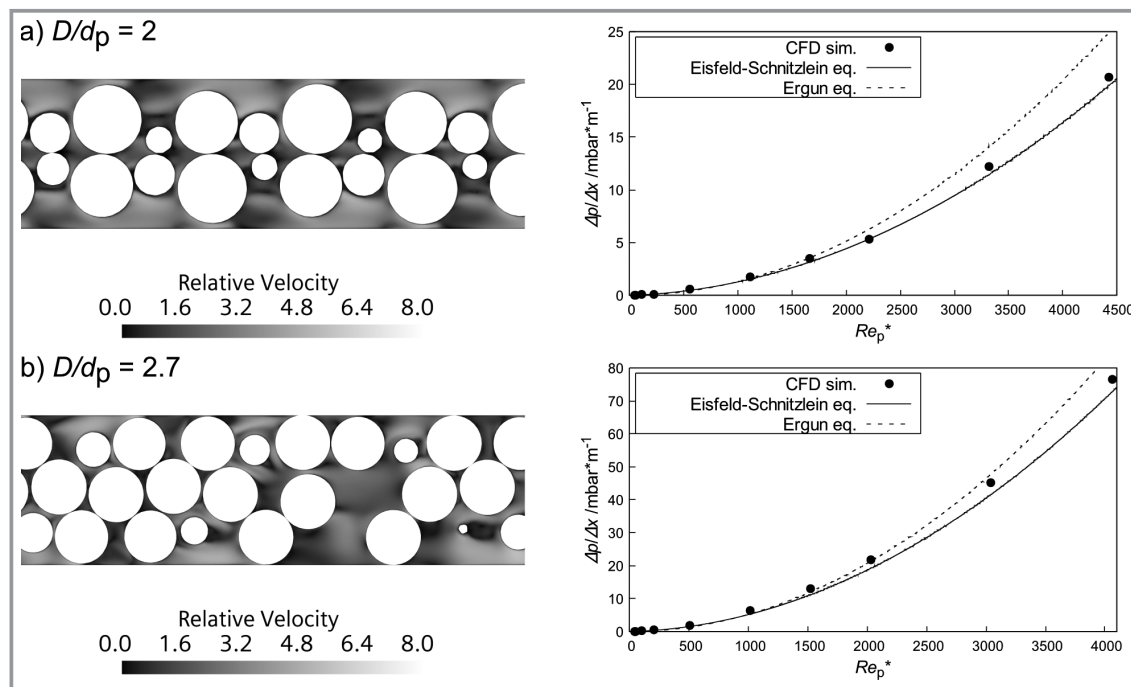 a) D/dp = 2
Relative Velocity
0.0 1.6 3.2 4.8 6.4 8.0
CFD sim.
Eisfeld-Schnitzlein eq.
Ergun eq.
Δp/Δx /mbar*m-1
25
20
15
10
5
0
0 500 1000 1500 2000 2500 3000 3500 4000 4500
Rep*
b) D/dp = 2.7
Relative Velocity
0.0 1.6 3.2 4.8 6.4 8.0
CFD sim.
Eisfeld-Schnitzlein eq.
Ergun eq.
Δp/Δx /mbar*m-1
80
70
60
50
40
30
20
10
0
0 500 1000 1500 2000 2500 3000 3500 4000
Rep*